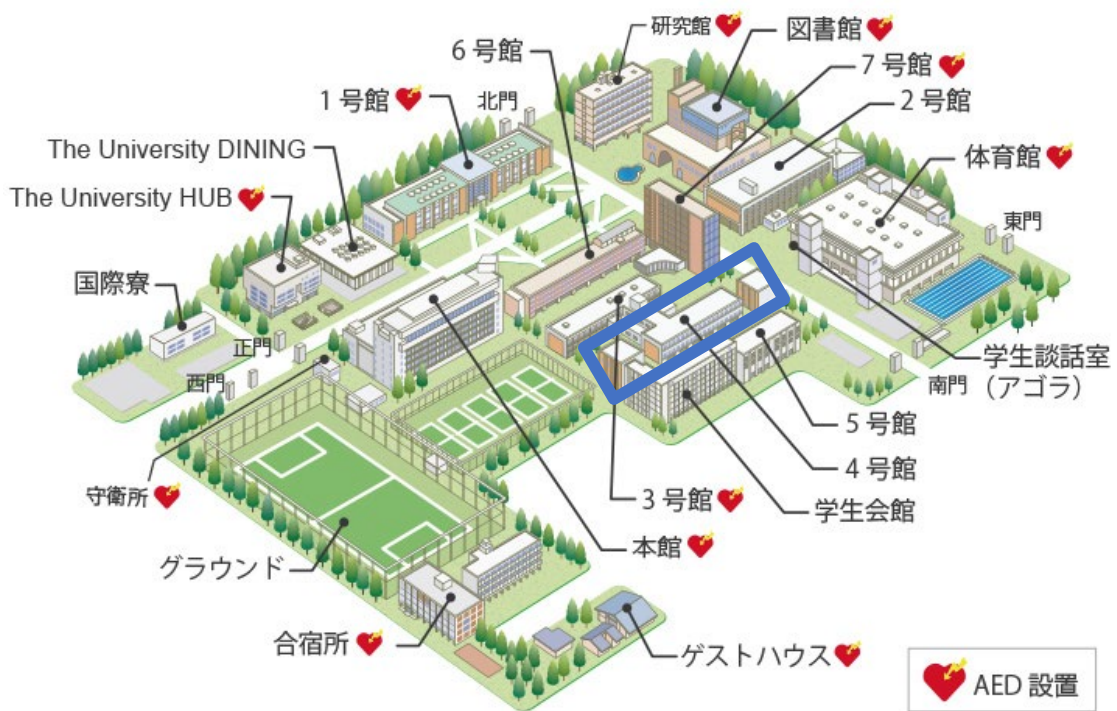 研究館
図書館
6 号館
7 号館
1 号館
北門
2 号館
The University DINING
体育館
The University HUB
東門
国際寮
正門
学生談話室
(アゴラ)
西門
南門
5 号館
4 号館
守衛所
3 号館
学生会館
本館
グラウンド
合宿所
ゲストハウス
AED 設置